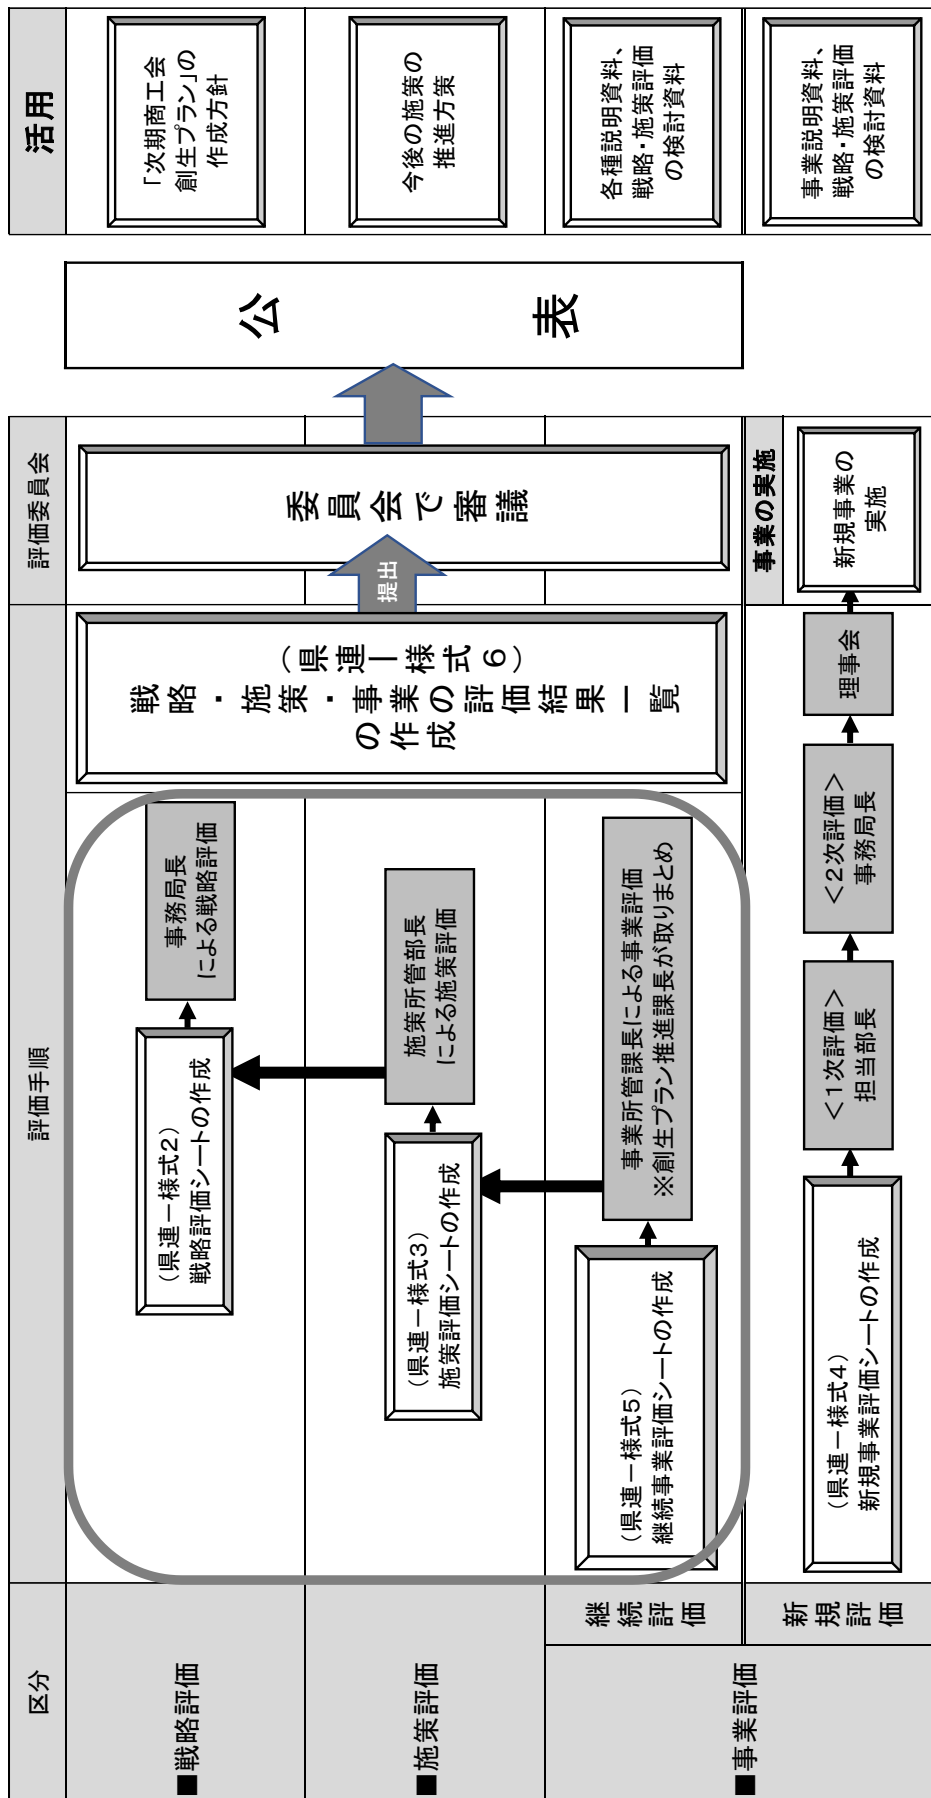 区分
評価手順
評価委員会
活用
■戦略評価
(県連－様式2)
戦略評価シートの作成
事務局長
による戦略評価
■施策評価
(県連－様式3)
施策評価シートの作成
施策所管部長
による施策評価
■事業評価
継続
評価
(県連－様式5)
継続事業評価シートの作成
事業所管課長による事業評価
※創生プラン推進課長が取りまとめ
(県連－様式6)
戦略・施策・事業の評価結果一覧
の作成
提出
委員会で審議
公表
「次期商工会
創生プラン」の
作成方針
今後の施策の
推進方策
各種説明資料、
戦略・施策評価
の検討資料
新規
評価
(県連－様式4)
新規事業評価シートの作成
＜1次評価＞
担当部長
＜2次評価＞
事務局長
理事会
事業の実施
新規事業の
実施
事業説明資料、
戦略・施策評価
の検討資料